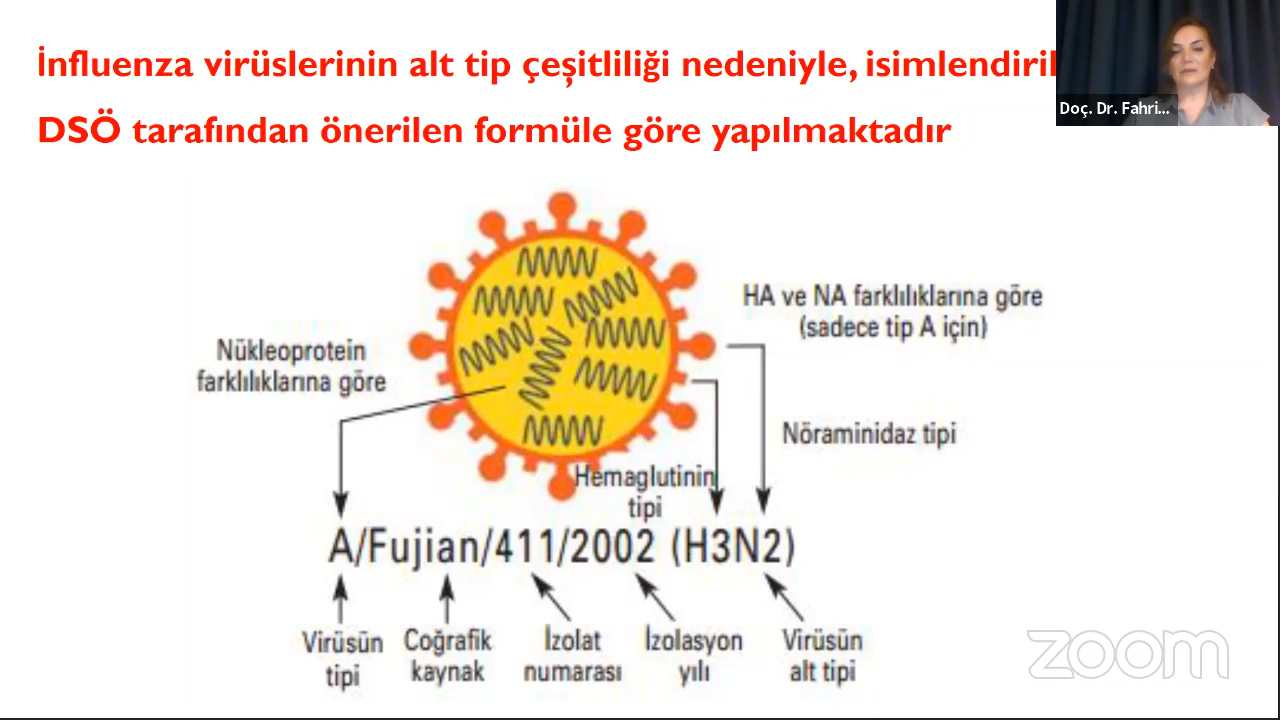 İnfluenza virüslerinin alt tip çeşitliliği nedeniyle, isimlendiril
DSÖ tarafından önerilen formüle göre yapılmaktadır
Doç. Dr. Fahri...
HA ve NA farklılıklarına göre
(sadece tip A için)
Nükleoprotein
farklılıklarına göre
Nöraminidaz tipi
Hemaglutinin
tipi
A/Fujian/411/2002 (H3N2)
Virüsün
tipi
Coğrafik
kaynak
İzolat
numarası
İzolasyon
yılı
Virüsün
alt tipi
zoom